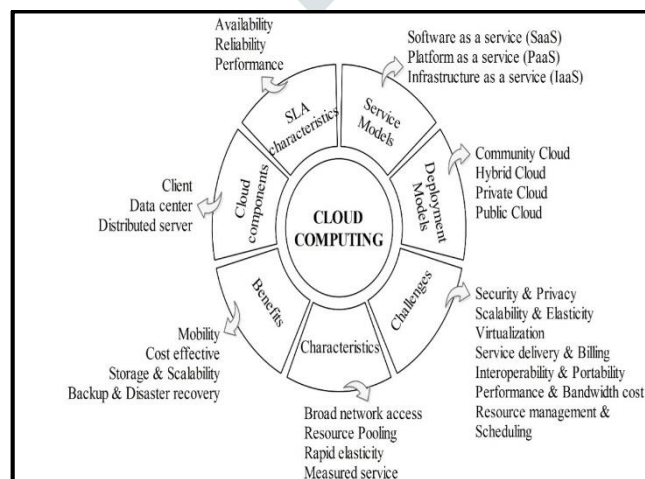 Availability
Reliability
Performance
SLA
characteristics
Service
Models
Software as a service (SaaS)
Platform as a service (PaaS)
Infrastructure as a service (IaaS)
Deployment
Models
Community Cloud
Hybrid Cloud
Private Cloud
Public Cloud
Challenges
Security & Privacy
Scalability & Elasticity
Virtualization
Service delivery & Billing
Interoperability & Portability
Performance & Bandwidth cost
Resource management &
Scheduling
Characteristics
Broad network access
Resource Pooling
Rapid elasticity
Measured service
Benefits
Mobility
Cost effective
Storage & Scalability
Backup & Disaster recovery
Cloud
components
Client
Data center
Distributed server
CLOUD
COMPUTING